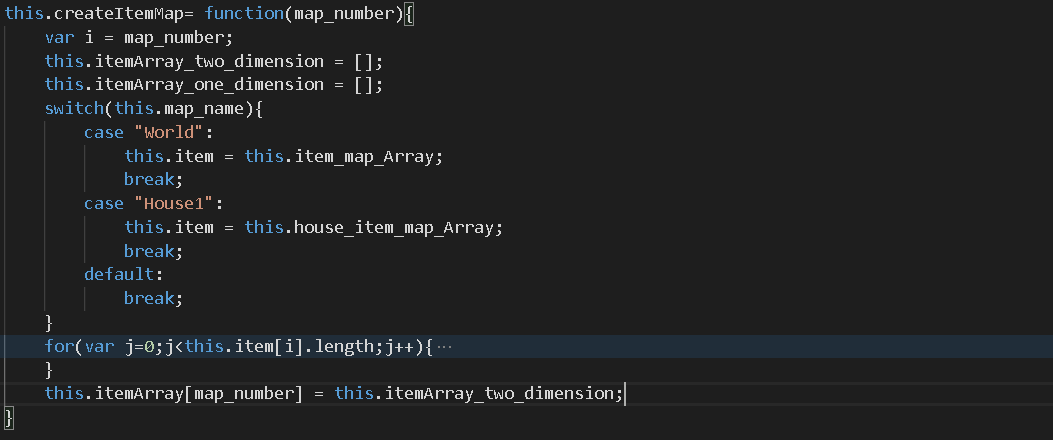 this.createItemMap= function(map_number){
    var i = map_number;
    this.itemArray_two_dimension = [];
    this.itemArray_one_dimension = [];
    switch(this.map_name){
        case "World":
            this.item = this.item_map_Array;
            break;
        case "House1":
            this.item = this.house_item_map_Array;
            break;
        default:
            break;
    }
    for(var j=0;j<this.item[i].length;j++){···
    }
    this.itemArray[map_number] = this.itemArray_two_dimension;
}